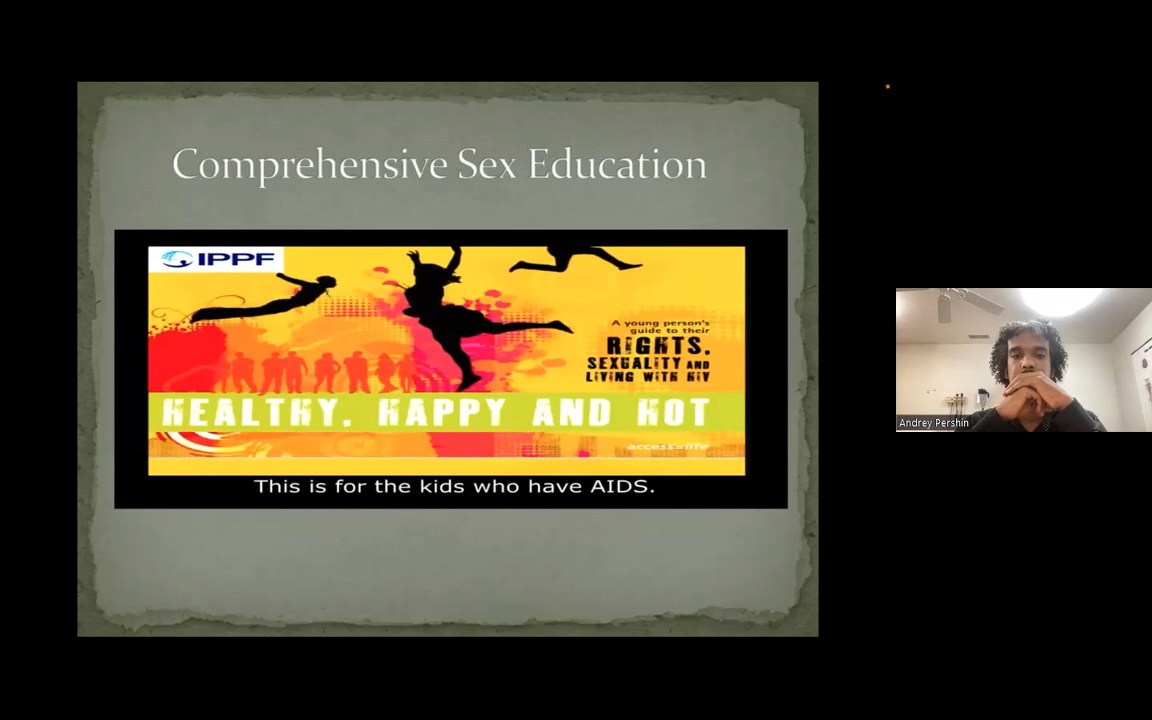 Comprehensive Sex Education
IPPF
A young person's
guide to their
RIGHTS,
SEXUALITY AND
LIVING WITH HIV
HEALTHY, HAPPY AND HOT
access=life
This is for the kids who have AIDS.
Andrey Pershin